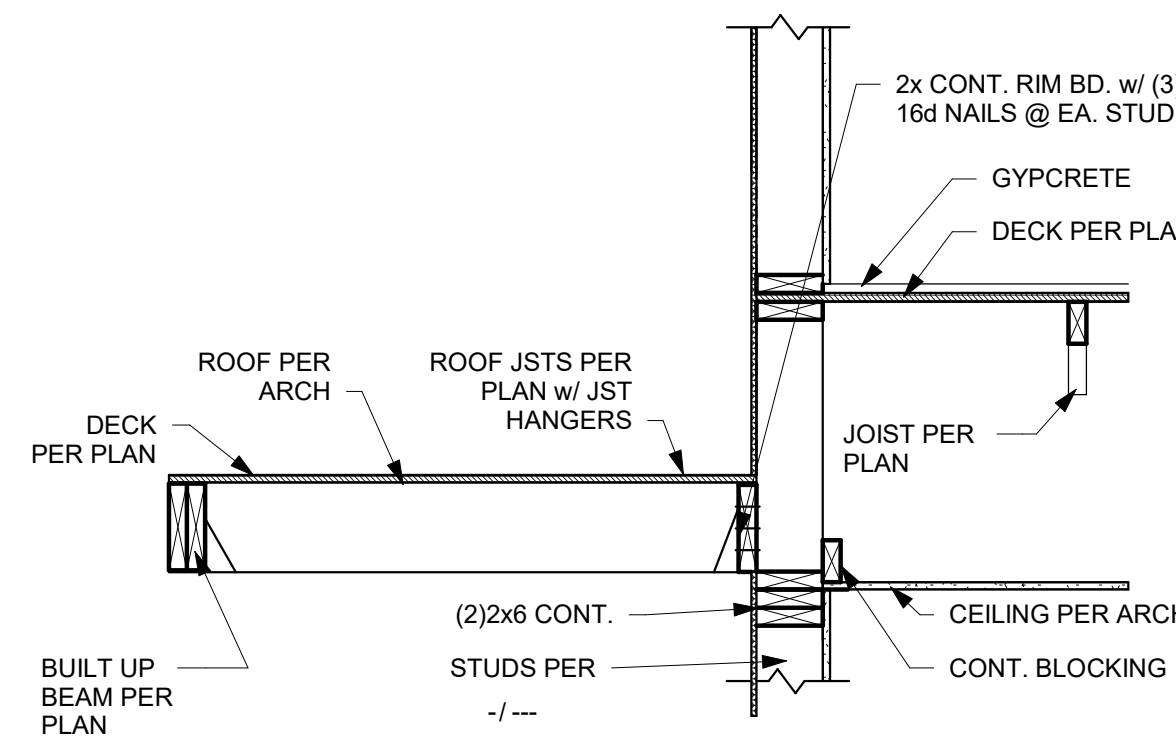 2x CONT. RIM BD. w/ (3
16d NAILS @ EA. STUD
GYPCRETE
DECK PER PLA
ROOF PER
ARCH
ROOF JSTS PER
PLAN w/ JST
HANGERS
DECK
PER PLAN
JOIST PER
PLAN
(2)2x6 CONT.
CEILING PER ARCH
BUILT UP
BEAM PER
PLAN
STUDS PER
-/---
CONT. BLOCKING